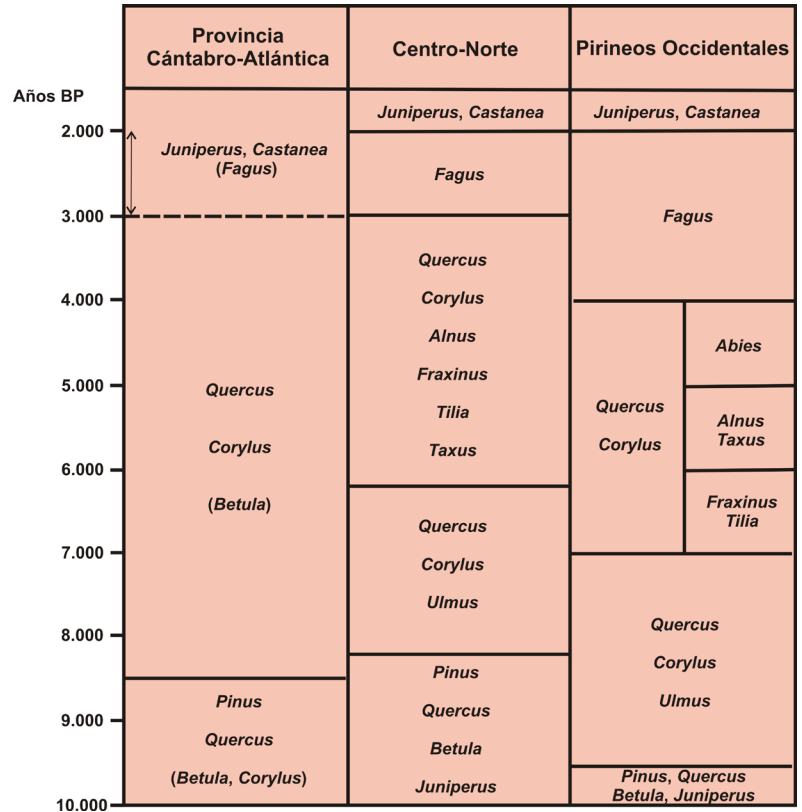 Provincia
Cántabro-Atlántica
Centro-Norte
Pirineos Occidentales
Años BP
2.000
3.000
4.000
5.000
6.000
7.000
8.000
9.000
10.000
Juniperus, Castanea
(Fagus)
Quercus
Corylus
(Betula)
Pinus
Quercus
(Betula, Corylus)
Juniperus, Castanea
Fagus
Quercus
Corylus
Alnus
Fraxinus
Tilia
Taxus
Quercus
Corylus
Ulmus
Pinus
Quercus
Betula
Juniperus
Juniperus, Castanea
Fagus
Quercus
Corylus
Abies
Alnus
Taxus
Fraxinus
Tilia
Quercus
Corylus
Ulmus
Pinus, Quercus
Betula, Juniperus